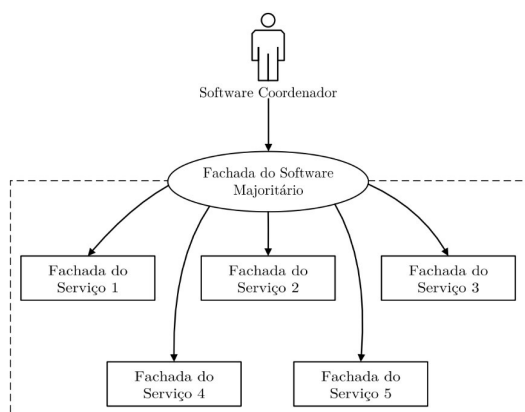 Software Coordenador
Fachada do Software
Majoritário
Fachada do
Serviço 1
Fachada do
Serviço 2
Fachada do
Serviço 3
Fachada do
Serviço 4
Fachada do
Serviço 5